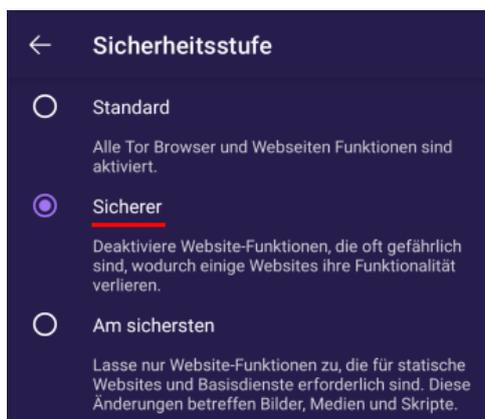 Sicherheitsstufe
Standard
Alle Tor Browser und Webseiten Funktionen sind
aktiviert.
Sicherer
Deaktiviere Website-Funktionen, die oft gefährlich
sind, wodurch einige Websites ihre Funktionalität
verlieren.
Am sichersten
Lasse nur Website-Funktionen zu, die für statische
Websites und Basisdienste erforderlich sind. Diese
Änderungen betreffen Bilder, Medien und Skripte.